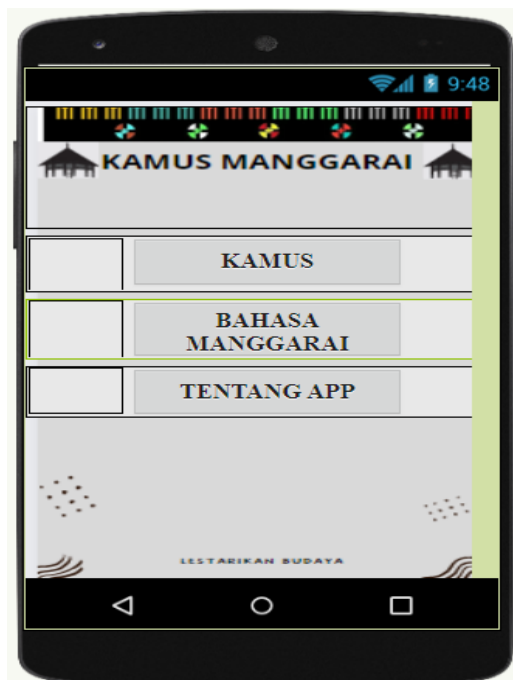 9:48
KAMUS MANGGARAI
KAMUS
BAHASA
MANGGARAI
TENTANG APP
LESTARIKAN BUDAYA